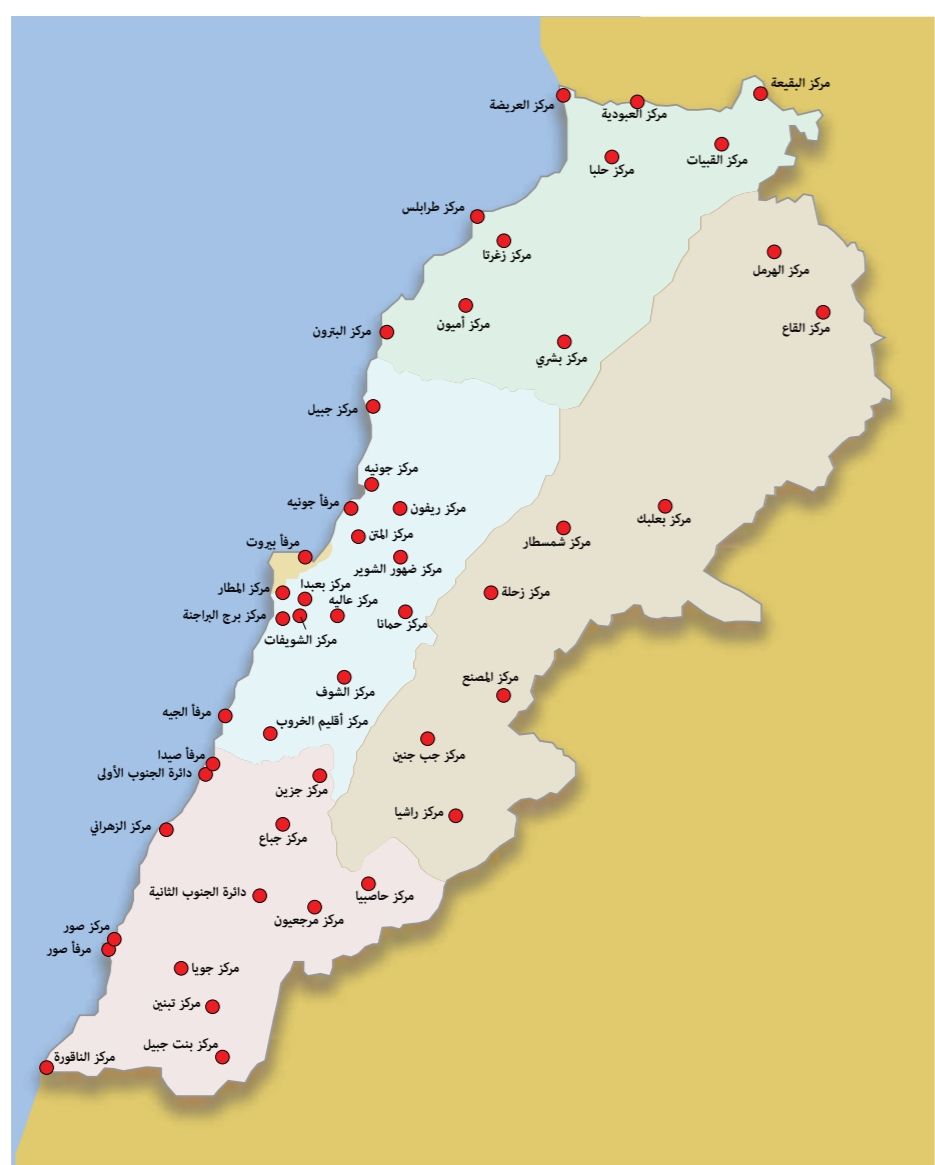 مركز البقيعة
مركز العريضة
مركز العبودية
مركز القبيات
مركز حلبا
مركز طرابلس
مركز زغرتا
مركز الهرمل
مركز أميون
مركز القاع
مركز البترون
مركز بشري
مركز جبيل
مركز جونيه
مرفأ جونيه
مركز ريفون
مركز بعلبك
مركز المتن
مركز شمسطار
مرفأ بيروت
مركز ضهور الشوير
مركز بعبدا
مركز المطار
مركز زحلة
مركز عاليه
مركز برج البراجنة
مركز حمانا
مركز الشويفات
مركز المصنع
مركز الشوف
مرفأ الجيه
مركز أقليم الخروب
مركز جب جنين
مرفأ صيدا
دائرة الجنوب الأولى
مركز جزين
مركز راشيا
مركز الزهراني
مركز جباع
دائرة الجنوب الثانية
مركز حاصبيا
مركز مرجعيون
مركز صور
مرفأ صور
مركز جويا
مركز تبنين
مركز بنت جبيل
مركز الناقورة